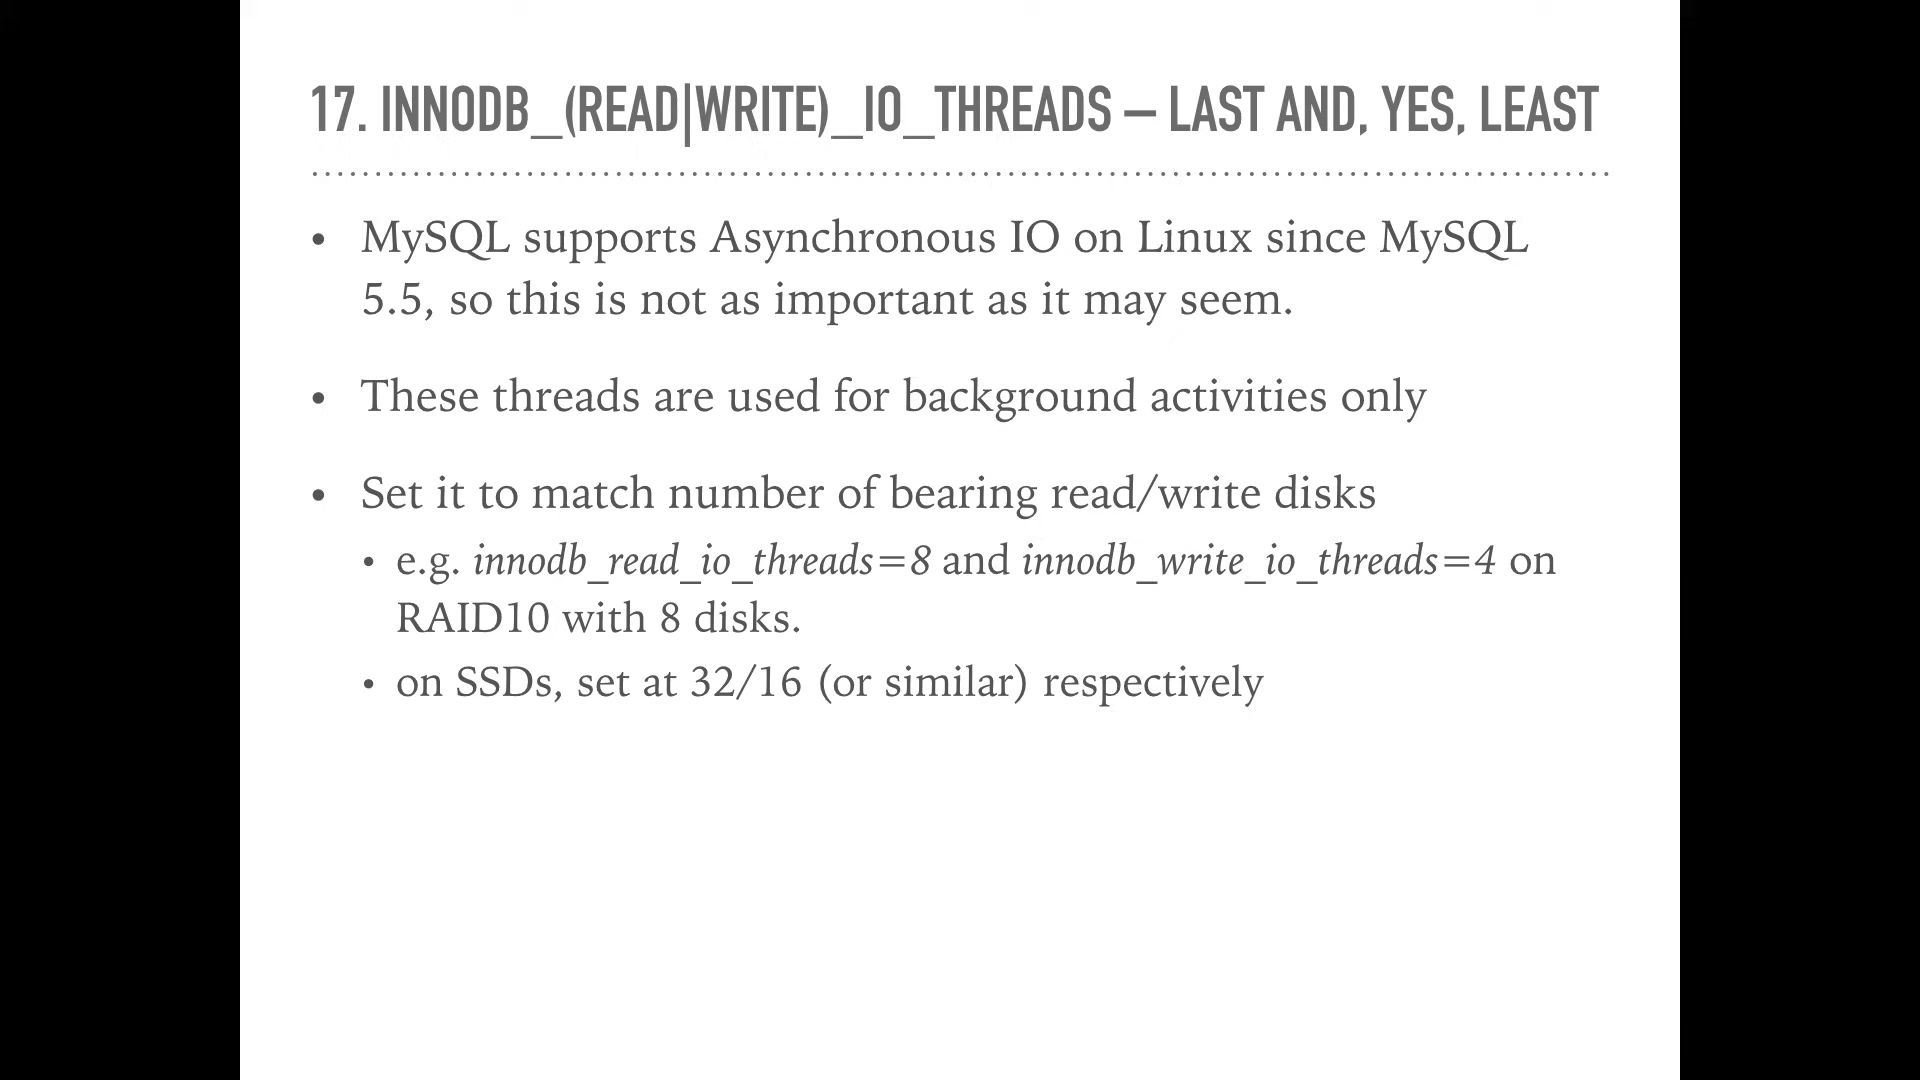 17. INNODB_(READ|WRITE)_IO_THREADS – LAST AND, YES, LEAST
• MySQL supports Asynchronous IO on Linux since MySQL
5.5, so this is not as important as it may seem.
• These threads are used for background activities only
• Set it to match number of bearing read/write disks
• e.g. innodb_read_io_threads=8 and innodb_write_io_threads=4 on
RAID10 with 8 disks.
• on SSDs, set at 32/16 (or similar) respectively